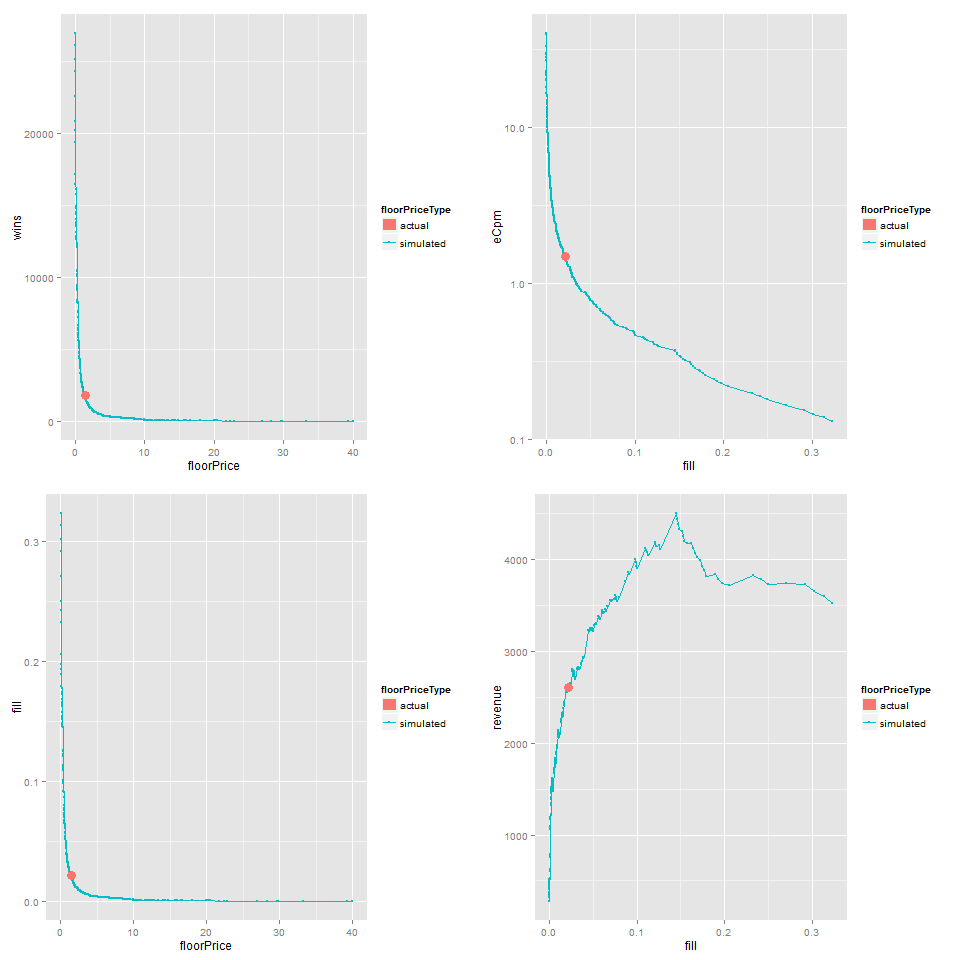 20000
10000
0
wins
0
10
20
30
40
floorPrice
floorPriceType
actual
simulated
10.0
1.0
0.1
eCpm
0.0
0.1
0.2
0.3
fill
floorPriceType
actual
simulated
0.3
0.2
0.1
0.0
fill
0
10
20
30
40
floorPrice
floorPriceType
actual
simulated
4000
3000
2000
1000
revenue
0.0
0.1
0.2
0.3
fill
floorPriceType
actual
simulated